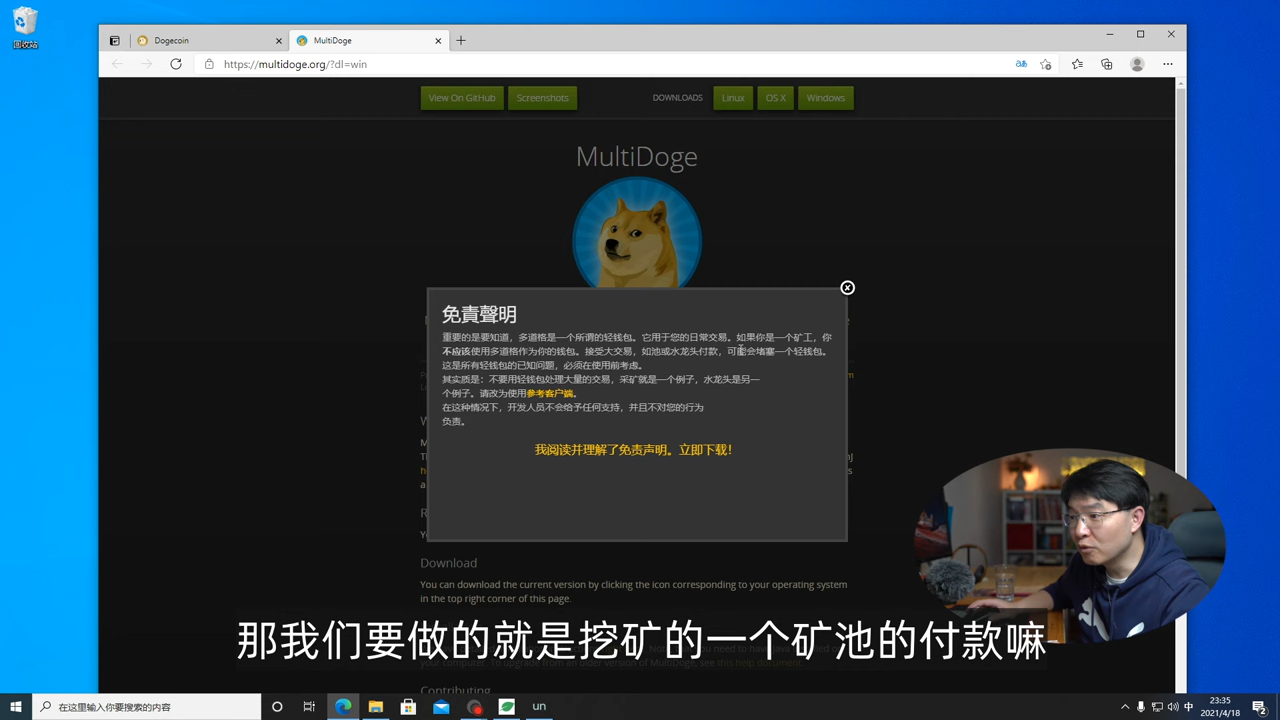 回收站
Dogecoin
MultiDoge
https://multidoge.org/?dl=win
View On GitHub
Screenshots
DOWNLOADS
Linux
OS X
Windows
MultiDoge
免責聲明
重要的是要知道，多道格是一个所谓的轻钱包。它用于您的日常交易。如果你是一个矿工，你
不应该使用多道格作为你的钱包。接受大交易，如池或水龙头付款，可能会堵塞一个轻钱包。
这是所有轻钱包的已知问题，必须在使用前考虑。
其实质是：不要用轻钱包处理大量的交易，采矿就是一个例子，水龙头是另一
个例子。请改为使用参考客户端。
在这种情况下，开发人员不会给予任何支持，并且不对您的行为
负责。
我阅读并理解了免责声明。立即下载！
Download
You can download the current version by clicking the icon corresponding to your operating system
in the top right corner of this page.
那我们要做的就是挖矿的一个矿池的付款嘛
computer. To upgrade from an older version of MultiDoge, see this help document.
Contributing
在这里输入你要搜索的内容
un
中
23:35
2021/4/18
2